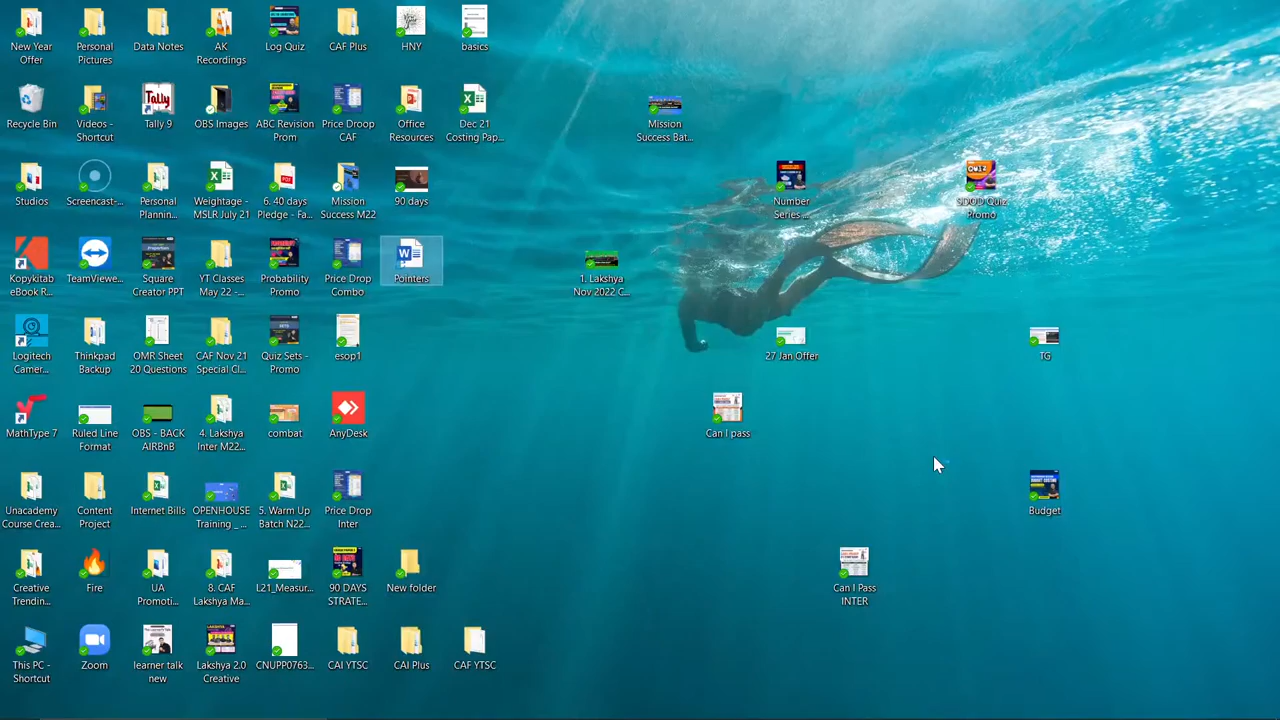 New Year
Offer
Personal
Pictures
Data Notes
AK
Recordings
Log Quiz
CAF Plus
HNY
basics
Recycle Bin
Videos -
Shortcut
Tally
Tally 9
OBS Images
ABC Revision
Prom
Price Droop
CAF
Office
Resources
Dec 21
Costing Pap...
Mission
Success Bat...
Studios
Screencast-...
Personal
Plannin...
Weightage -
MSLR July 21
6. 40 days
Pledge - Fa...
Mission
Success M22
90 days
Number
Series ...
QUIZ
SDOD Quiz
Promo
Kopykitab
eBook R...
TeamViewe...
Square
Creator PPT
YT Classes
May 22 -...
Probability
Promo
Price Drop
Combo
Pointers
1. Lakshya
Nov 2022 C...
Logitech
Camer...
Thinkpad
Backup
OMR Sheet
20 Questions
CAF Nov 21
Special Cl...
Quiz Sets -
Promo
esop1
27 Jan Offer
TG
MathType 7
Ruled Line
Format
OBS - BACK
AIRBnB
4. Lakshya
Inter M22...
combat
AnyDesk
Can I pass
Unacademy
Course Crea...
Content
Project
Internet Bills
OPENHOUSE
Training _ ...
5. Warm Up
Batch N22...
Price Drop
Inter
Budget
Creative
Trending...
Fire
UA
Promoti...
8. CAF
Lakshya Ma...
L21_Measur...
90 DAYS
STRATE...
New folder
Can I Pass
INTER
This PC -
Shortcut
Zoom
learner talk
new
Lakshya 2.0
Creative
CNUPP0763...
CAI YTSC
CAI Plus
CAF YTSC